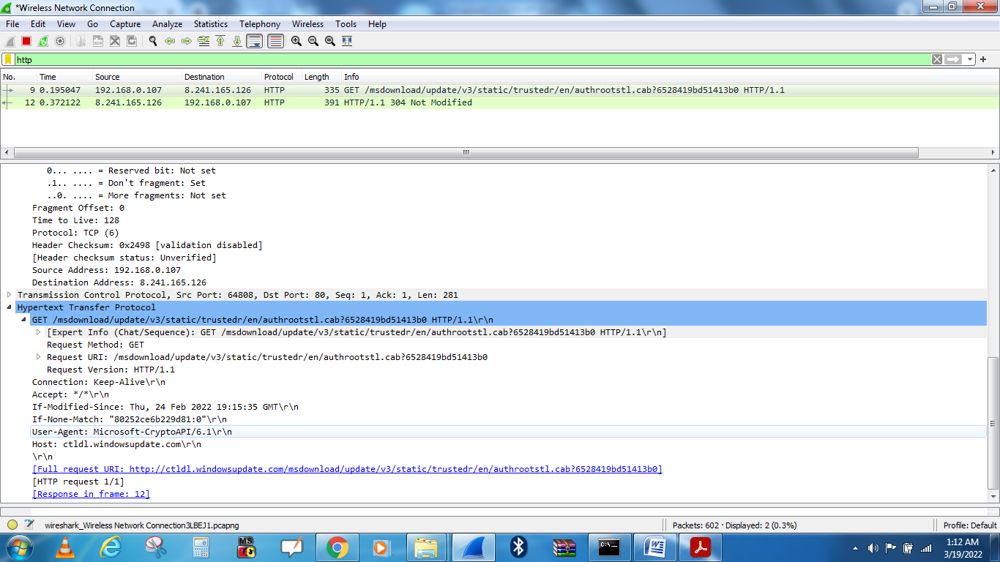 *Wireless Network Connection
File Edit View Go Capture Analyze Statistics Telephony Wireless Tools Help
http
No. Time Source Destination Protocol Length Info
9 0.195047 192.168.0.107 8.241.165.126 HTTP 335 GET /msdownload/update/v3/static/trustedr/en/authrootstl.cab?6528419bd51413b0 HTTP/1.1
12 0.372122 8.241.165.126 192.168.0.107 HTTP 391 HTTP/1.1 304 Not Modified
0... .... = Reserved bit: Not set
.1.. .... = Don't fragment: Set
..0. .... = More fragments: Not set
Fragment Offset: 0
Time to Live: 128
Protocol: TCP (6)
Header Checksum: 0x2498 [validation disabled]
[Header checksum status: Unverified]
Source Address: 192.168.0.107
Destination Address: 8.241.165.126
Transmission Control Protocol, Src Port: 64808, Dst Port: 80, Seq: 1, Ack: 1, Len: 281
Hypertext Transfer Protocol
GET /msdownload/update/v3/static/trustedr/en/authrootstl.cab?6528419bd51413b0 HTTP/1.1\r\n
[Expert Info (Chat/Sequence): GET /msdownload/update/v3/static/trustedr/en/authrootstl.cab?6528419bd51413b0 HTTP/1.1\r\n]
Request Method: GET
Request URI: /msdownload/update/v3/static/trustedr/en/authrootstl.cab?6528419bd51413b0
Request Version: HTTP/1.1
Connection: Keep-Alive\r\n
Accept: */*\r\n
If-Modified-Since: Thu, 24 Feb 2022 19:15:35 GMT\r\n
If-None-Match: "80252ce6b229d81:0"\r\n
User-Agent: Microsoft-CryptoAPI/6.1\r\n
Host: ctldl.windowsupdate.com\r\n
\r\n
[Full request URI: http://ctldl.windowsupdate.com/msdownload/update/v3/static/trustedr/en/authrootstl.cab?6528419bd51413b0]
[HTTP request 1/1]
[Response in frame: 12]
wireshark_Wireless Network Connection3LBEJ1.pcapng Packets: 602 · Displayed: 2 (0.3%) Profile: Default
MS
C:\_
W
1:12 AM
3/19/2022